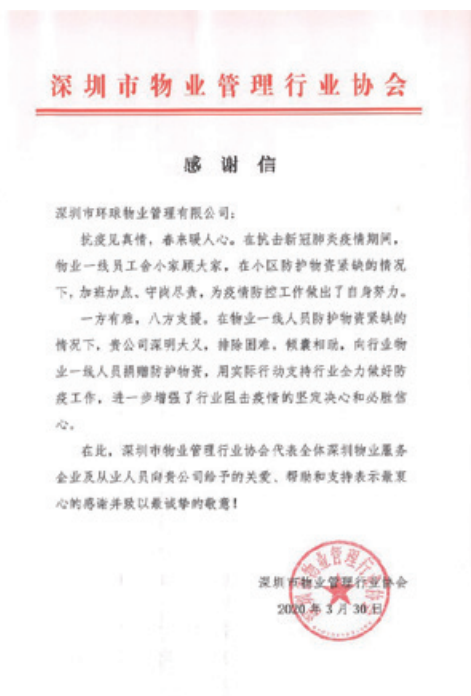 深圳市物业管理行业协会
感谢信
深圳市环球物业管理有限公司:
抗疫见真情,春来暖人心。在抗击新冠肺炎疫情期间,
物业一线员工舍小家顾大家,在小区防护物资紧缺的情况
下,加班加点、守岗尽责,为疫情防控工作做出了自身努力。
一方有难,八方支援。在物业一线人员防护物资紧缺的
情况下,贵公司深明大义,排除困难、倾囊相助,向行业物
业一线人员捐赠防护物资,用实际行动支持行业全力做好防
疫工作,进一步增强了行业阻击疫情的坚定决心和必胜信
心。
在此,深圳市物业管理行业协会代表全体深圳物业服务
企业及从业人员向贵公司给予的关爱、帮助和支持表示最衷
心的感谢并致以最诚挚的敬意!
深圳市物业管理行业协会
2020年3月30日
深圳市物业管理行业协会